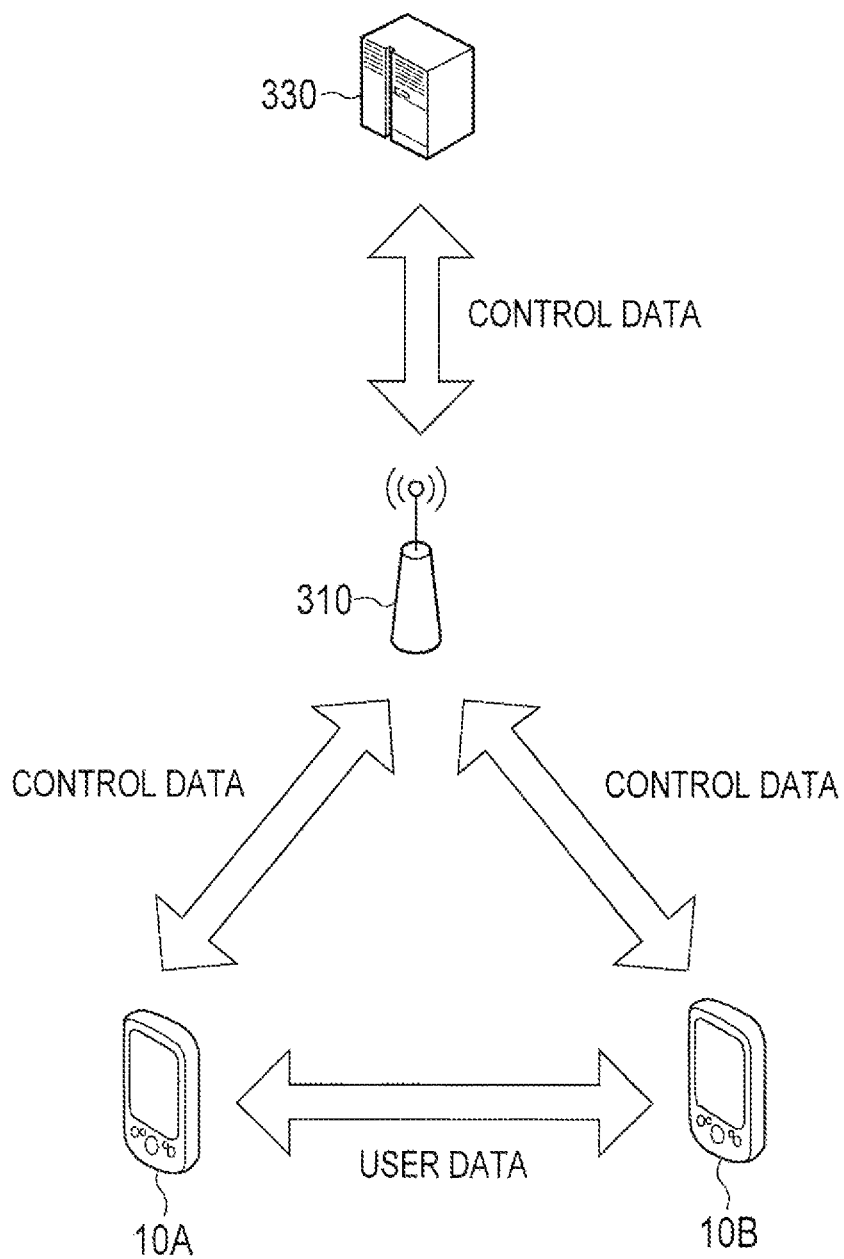 330
CONTROL DATA
310
CONTROL DATA
CONTROL DATA
USER DATA
10A
10B